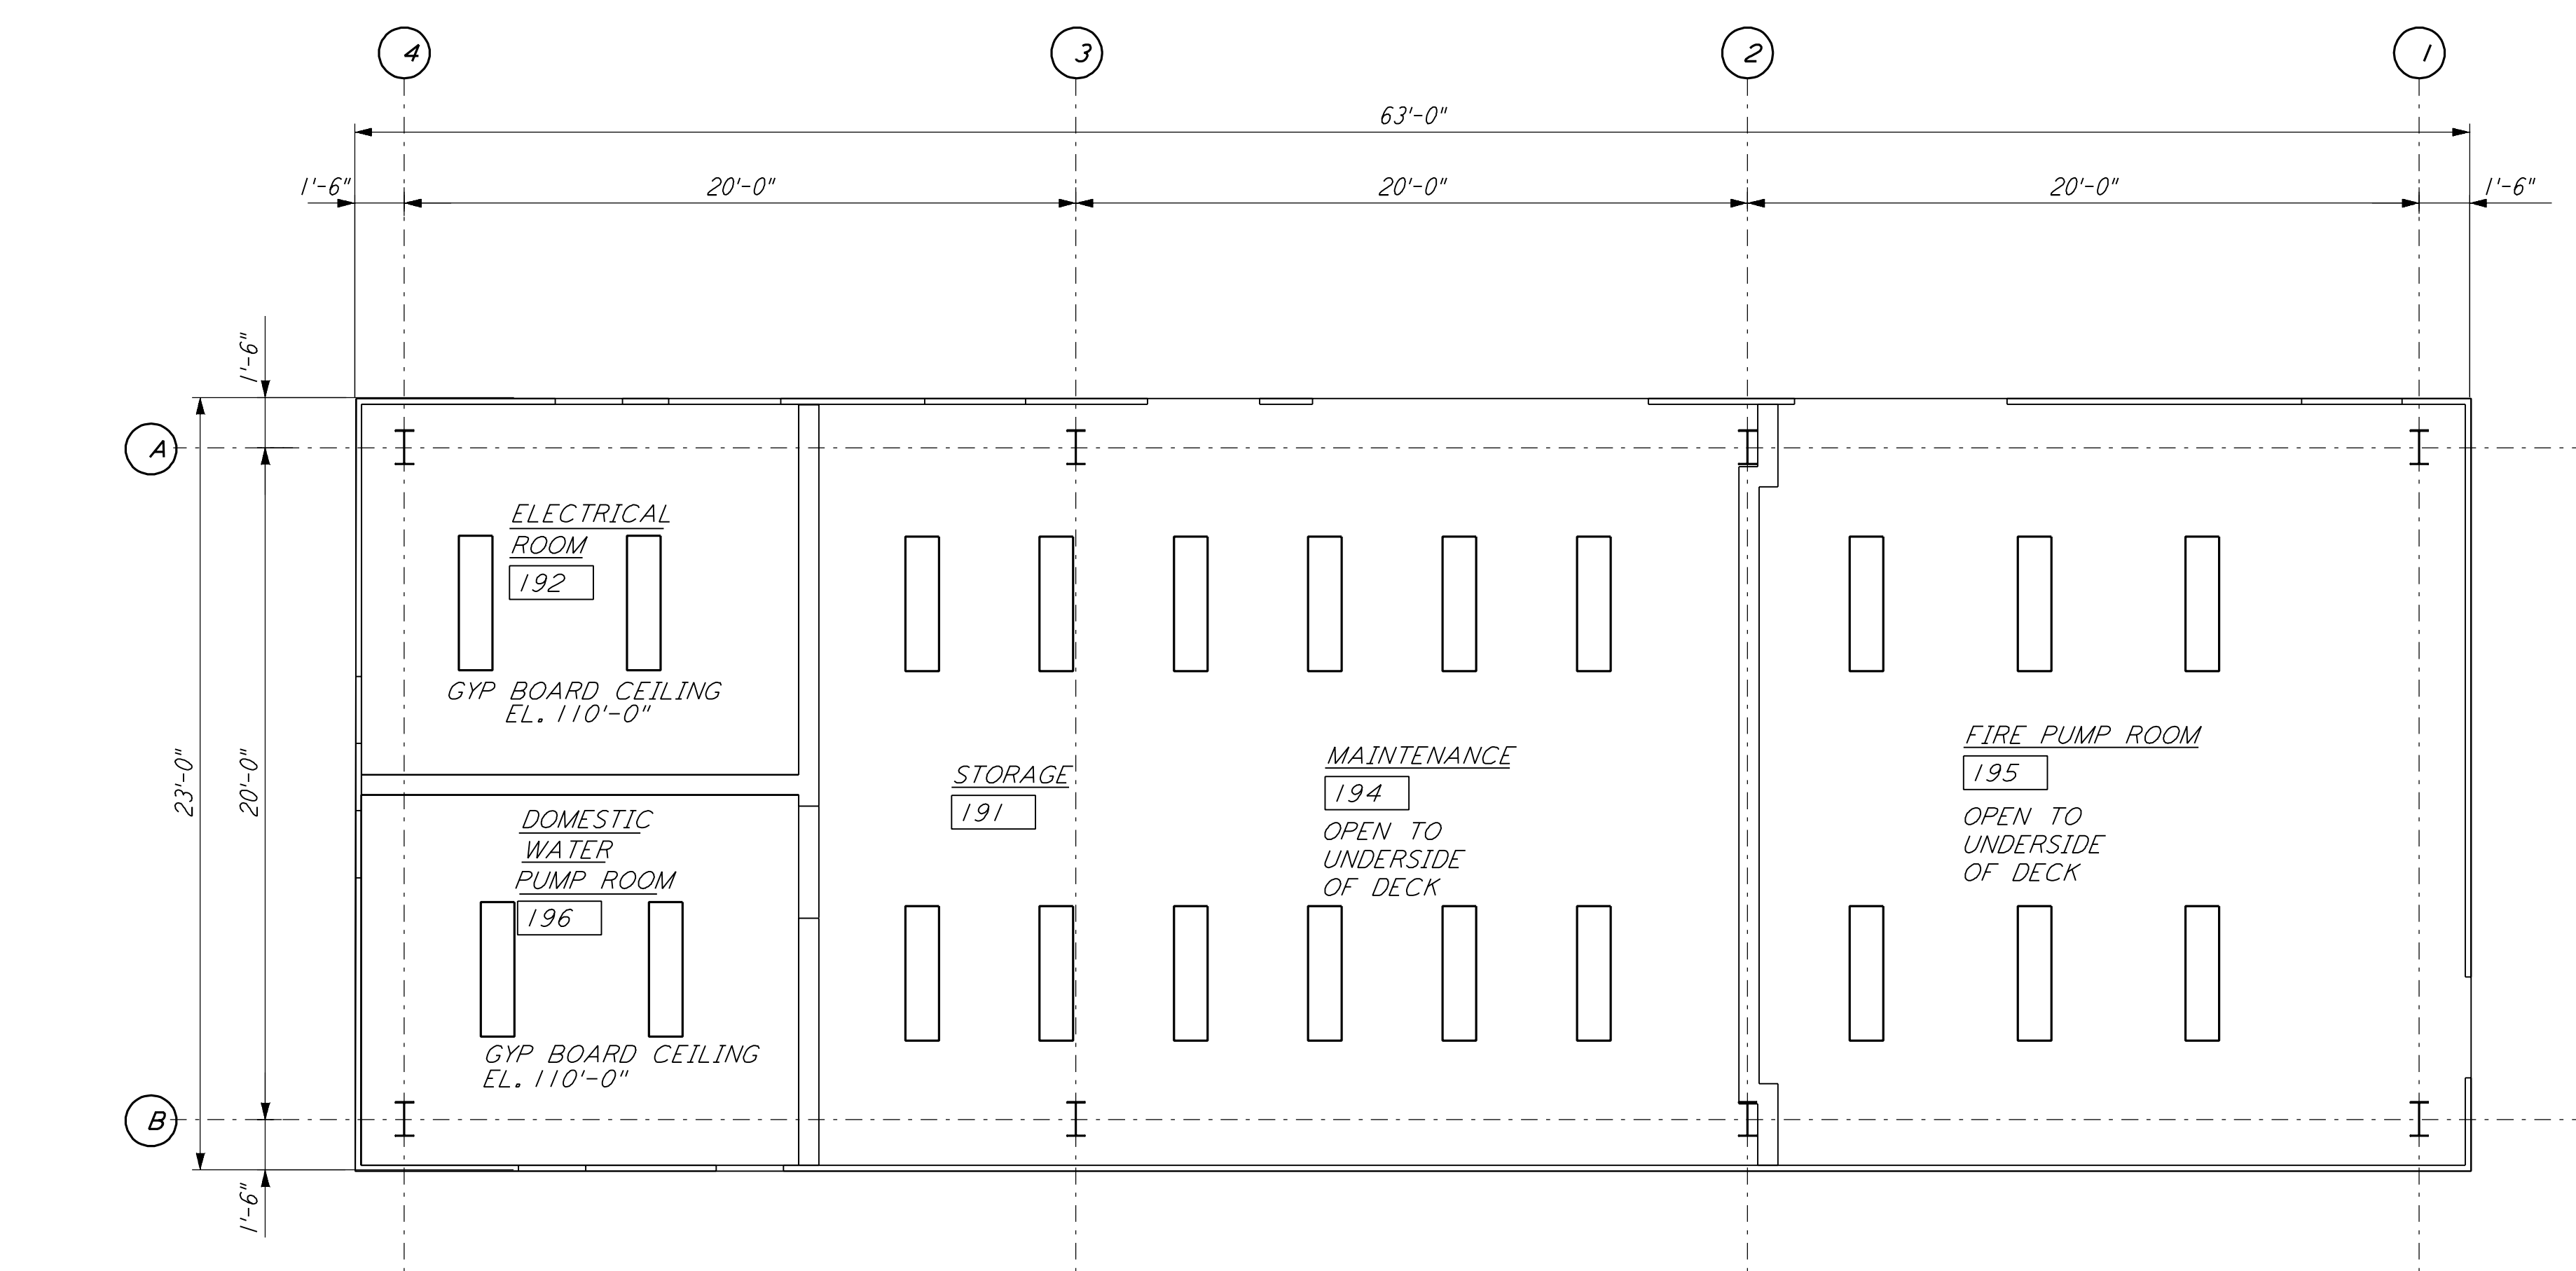 4
3
2
1
63'-0"
1'-6"
20'-0"
20'-0"
20'-0"
1'-6"
1'-6"
A
23'-0"
20'-0"
B
1'-6"
ELECTRICAL
ROOM
192
GYP BOARD CEILING
EL. 110'-0"
DOMESTIC
WATER
PUMP ROOM
196
GYP BOARD CEILING
EL. 110'-0"
STORAGE
191
MAINTENANCE
194
OPEN TO
UNDERSIDE
OF DECK
FIRE PUMP ROOM
195
OPEN TO
UNDERSIDE
OF DECK